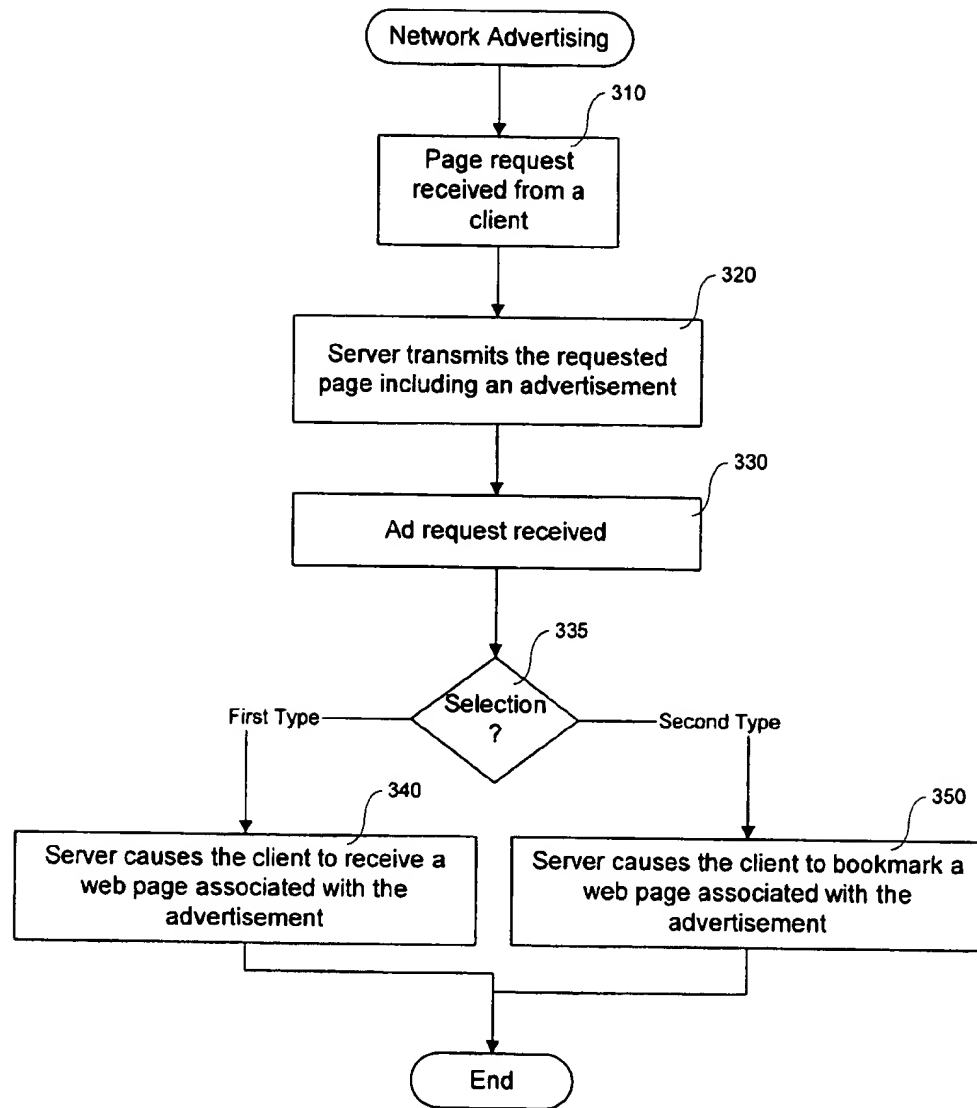 Network Advertising
310
Page request
received from a
client
320
Server transmits the requested
page including an advertisement
330
Ad request received
335
Selection
?
First Type
Second Type
340
Server causes the client to receive a
web page associated with the
advertisement
350
Server causes the client to bookmark a
web page associated with the
advertisement
End